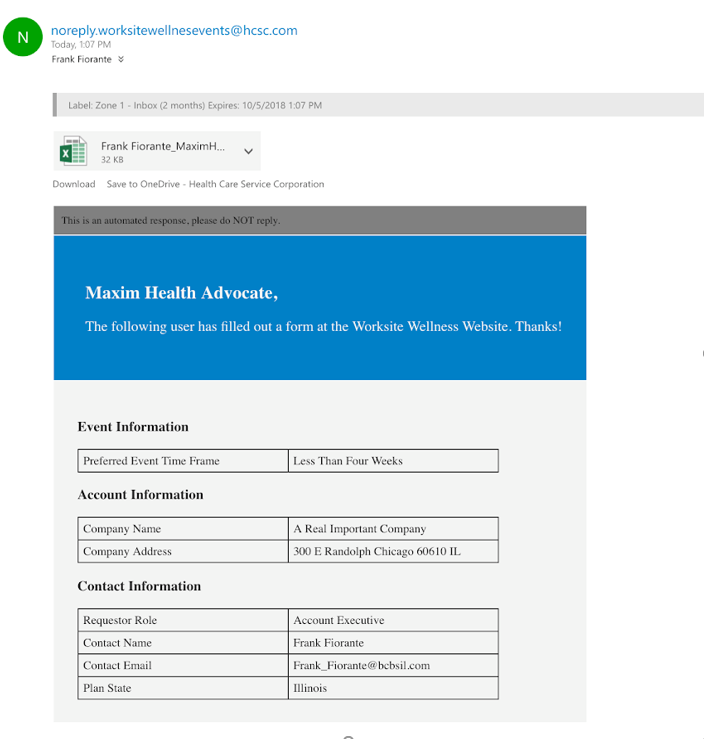 N
noreply.worksitewellnesevents@hcsc.com
Today, 1:07 PM
Frank Fiorante
Label: Zone 1 - Inbox (2 months) Expires: 10/5/2018 1:07 PM
Frank Fiorante_MaximH...
32 KB
Download Save to OneDrive - Health Care Service Corporation
This is an automated response, please do NOT reply.
Maxim Health Advocate,
The following user has filled out a form at the Worksite Wellness Website. Thanks!
Event Information
Preferred Event Time Frame Less Than Four Weeks
Account Information
Company Name A Real Important Company
Company Address 300 E Randolph Chicago 60610 IL
Contact Information
Requestor Role Account Executive
Contact Name Frank Fiorante
Contact Email Frank_Fiorante@bcbsil.com
Plan State Illinois